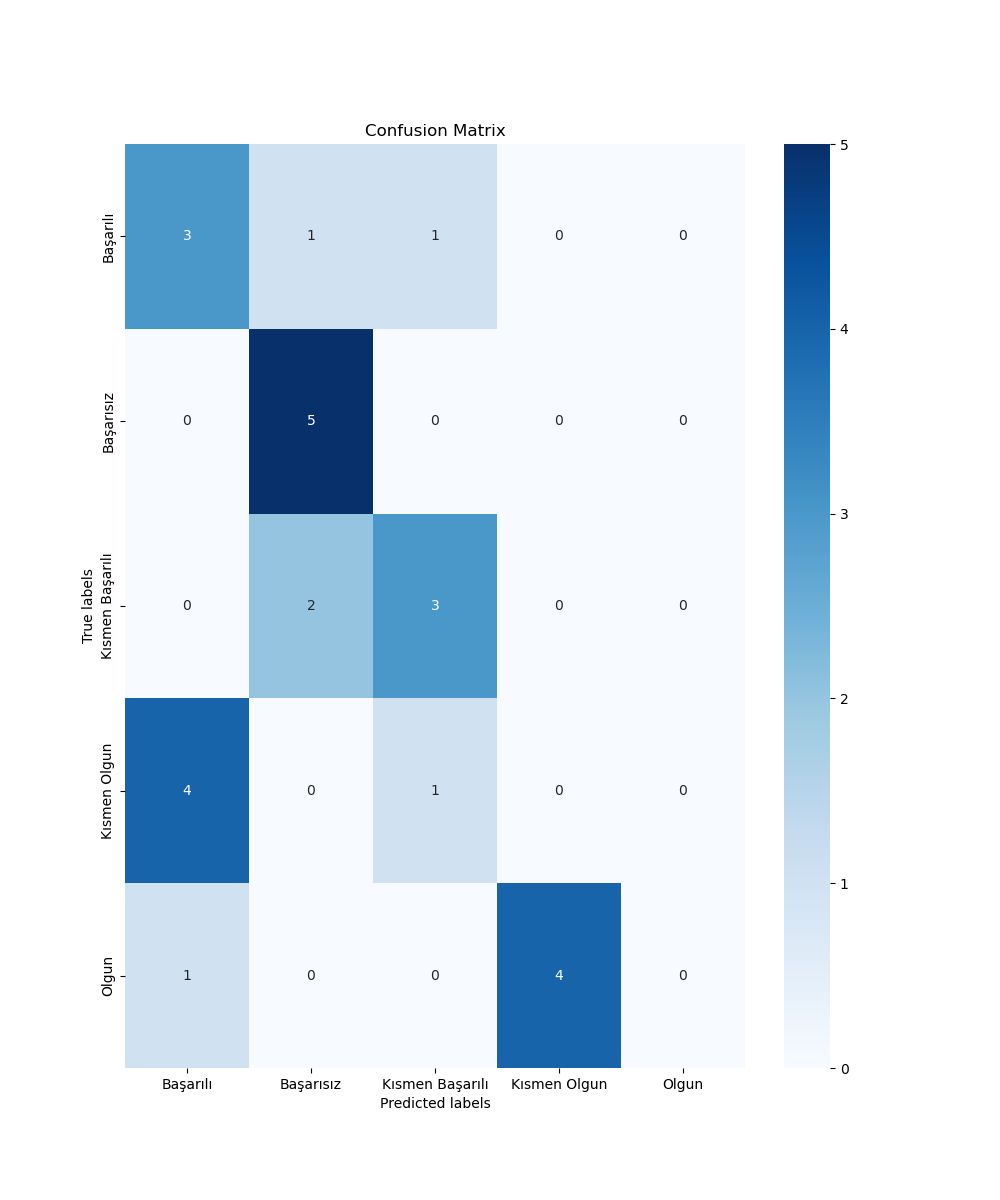 Confusion Matrix
Başarılı
3 1 1 0 0
Başarısız
0 5 0 0 0
True labels
Kısmen Başarılı
0 2 3 0 0
Kısmen Olgun
4 0 1 0 0
Olgun
1 0 0 4 0
Başarılı Başarısız Kısmen Başarılı Kısmen Olgun Olgun
Predicted labels
5
4
3
2
1
0